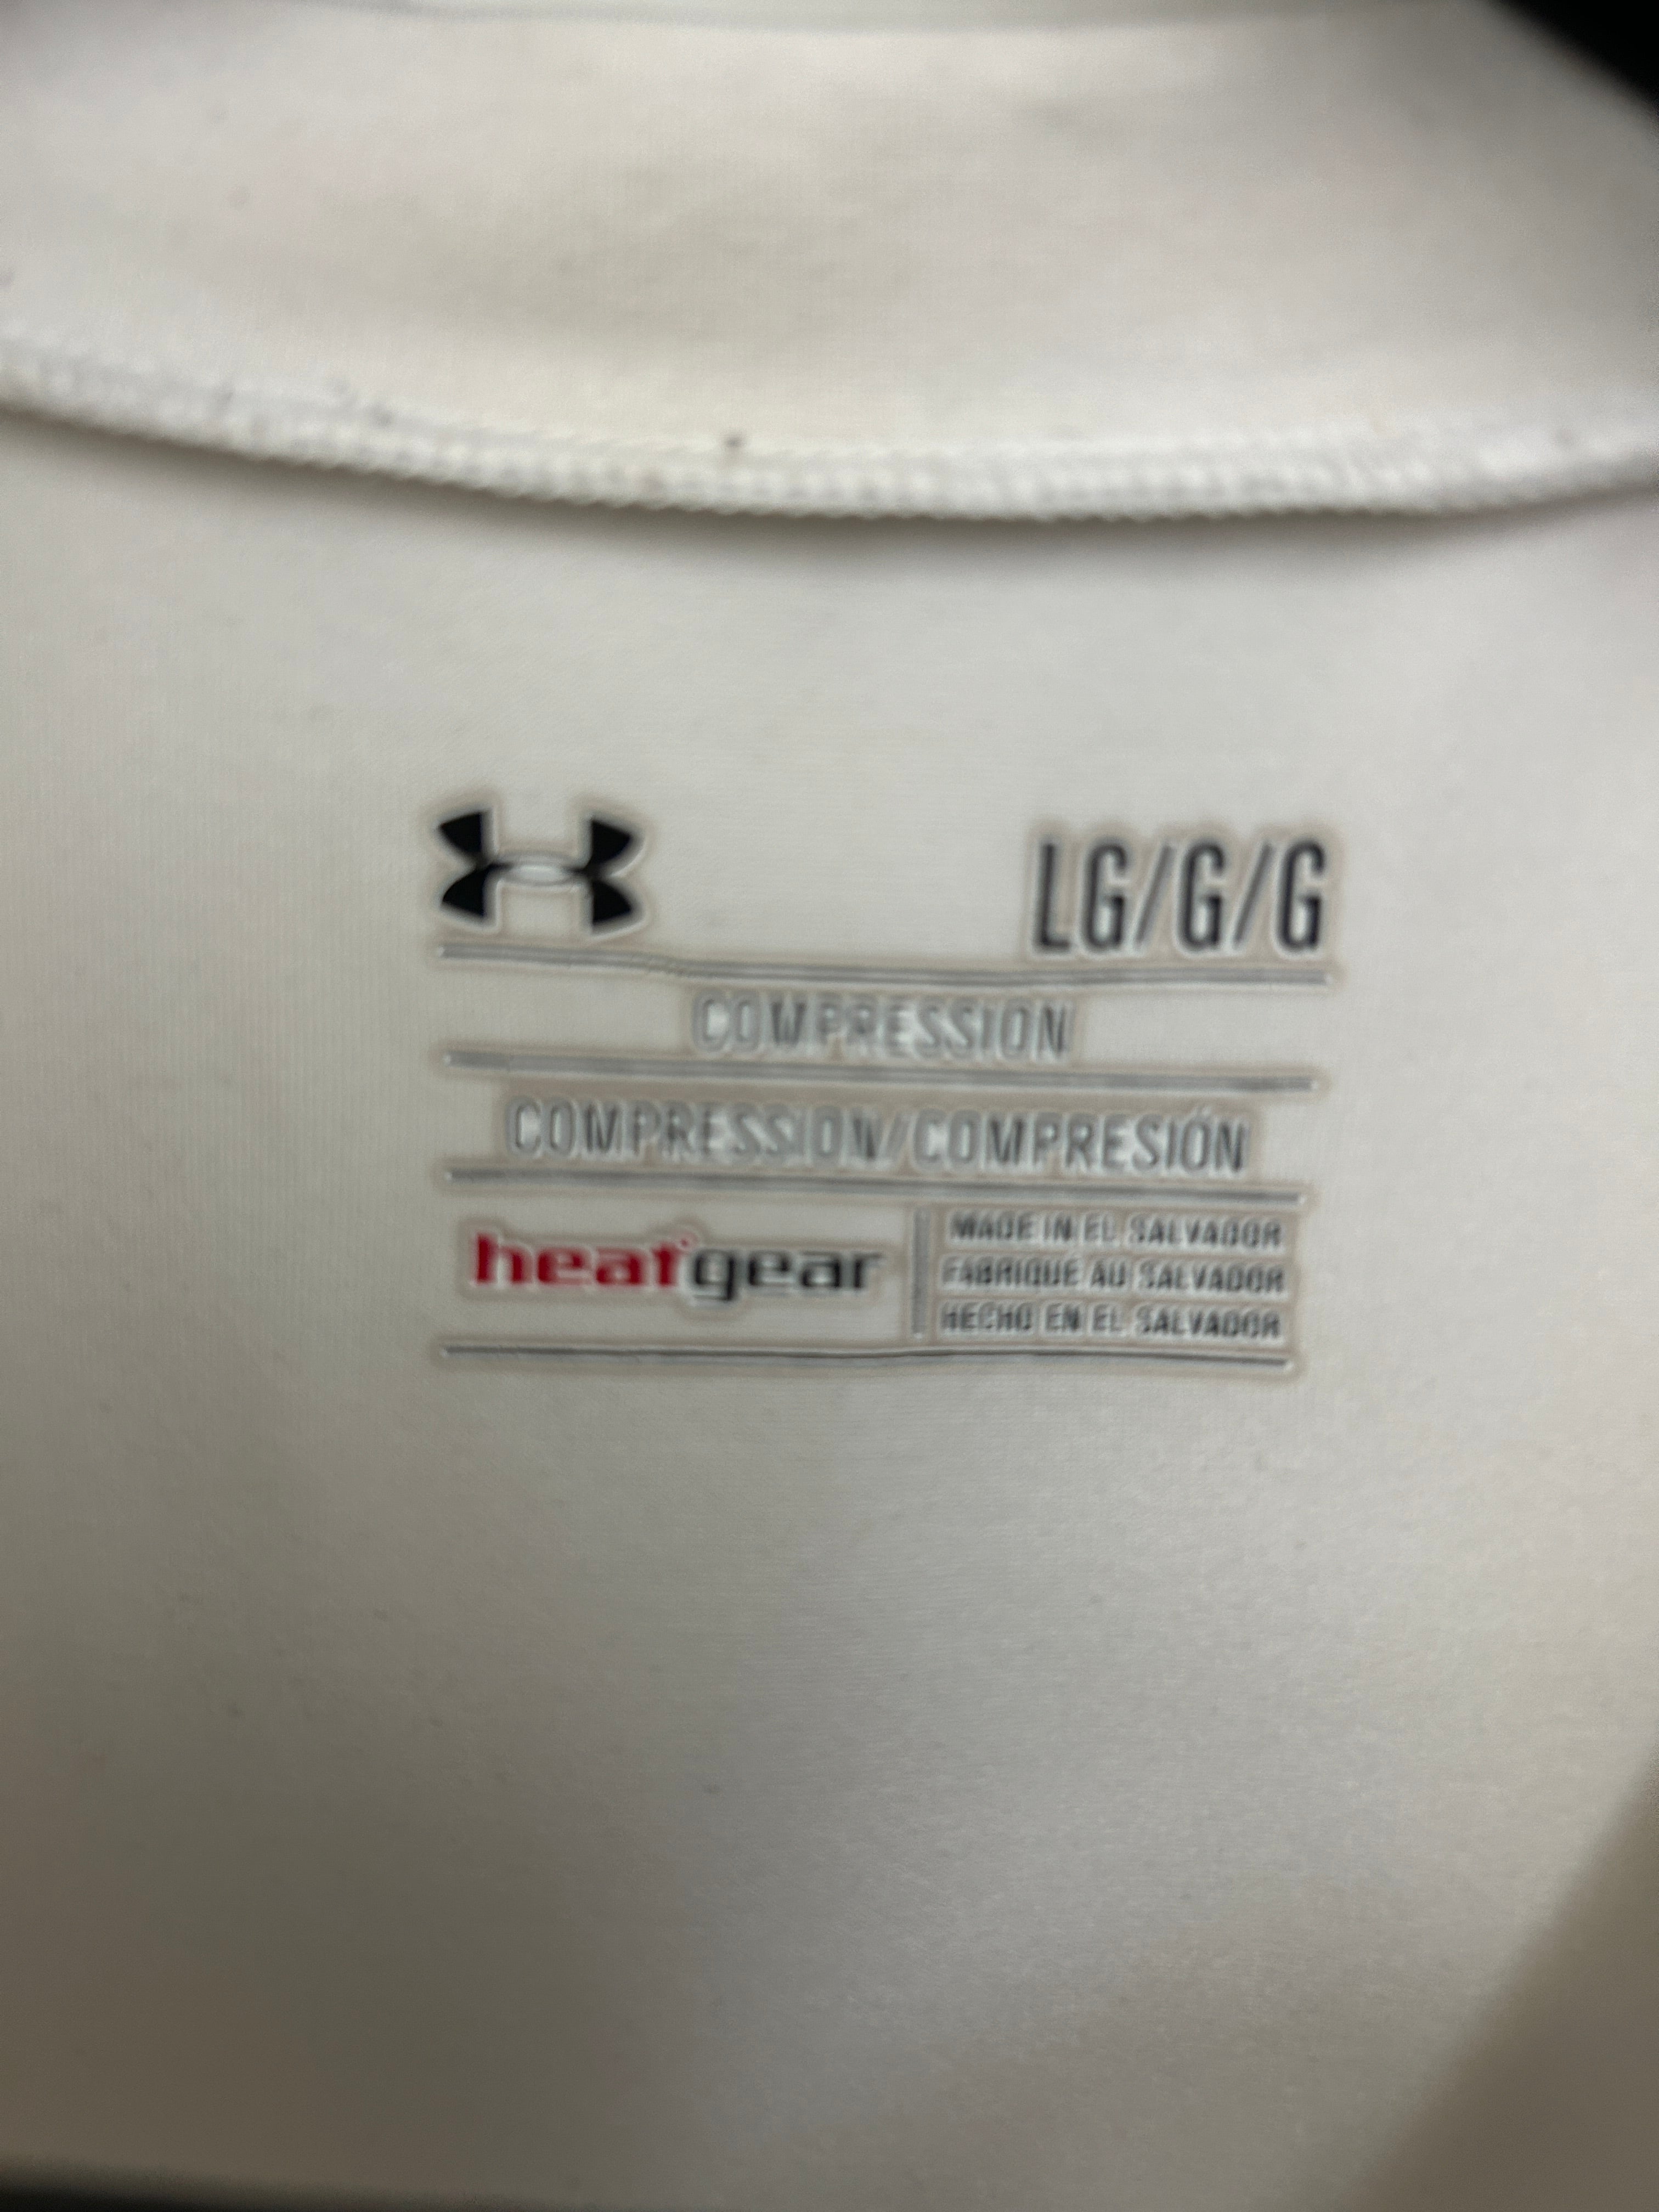 LG/G/G
COMPRESSION
COMPRESSION/COMPRESIÓN
heatgear
MADE IN EL SALVADOR
FABRIQUÉ AU SALVADOR
HECHO EN EL SALVADOR